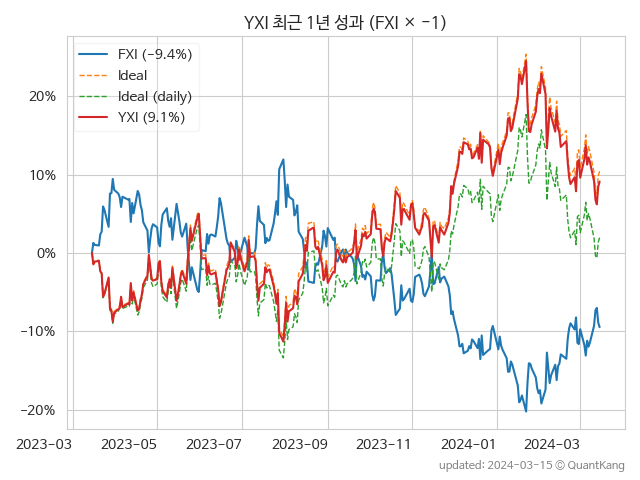 YXI 최근 1년 성과 (FXI × −1)
FXI (−9.4%)
Ideal
Ideal (daily)
YXI (9.1%)
20%
10%
0%
−10%
−20%
2023-03 2023-05 2023-07 2023-09 2023-11 2024-01 2024-03
updated: 2024-03-15 ⓒ QuantKang